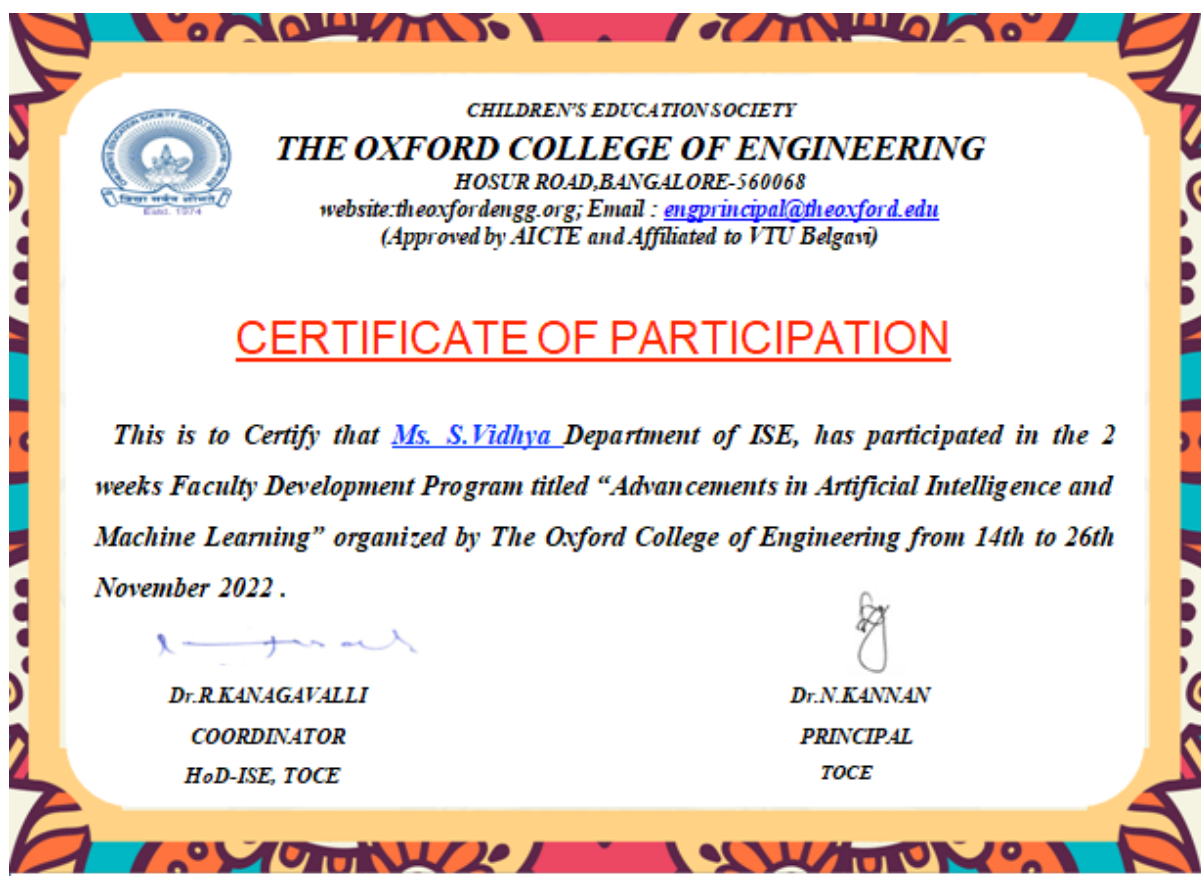 CHILDREN'S EDUCATION SOCIETY
THE OXFORD COLLEGE OF ENGINEERING
HOSUR ROAD,BANGALORE-560068
website:theoxfordengg.org; Email : engprincipal@theoxford.edu
(Approved by AICTE and Affiliated to VTU Belgavi)
Estd. 1974
CERTIFICATE OF PARTICIPATION
This is to Certify that Ms. S.Vidhya Department of ISE, has participated in the 2
weeks Faculty Development Program titled “Advancements in Artificial Intelligence and
Machine Learning” organized by The Oxford College of Engineering from 14th to 26th
November 2022 .
Dr.R.KANAGAVALLI
COORDINATOR
HoD-ISE, TOCE
Dr.N.KANNAN
PRINCIPAL
TOCE